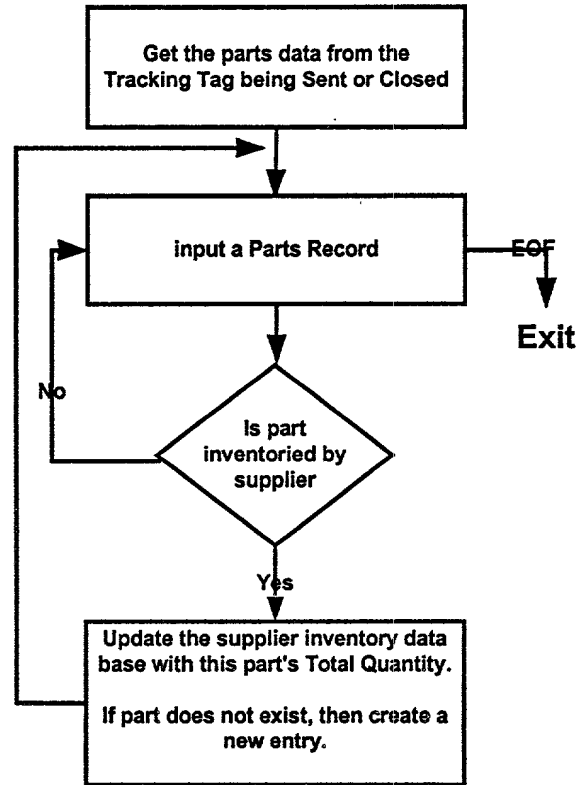 Get the parts data from the
Tracking Tag being Sent or Closed
input a Parts Record
EOF
Exit
No
Is part
inventoried by
supplier
Yes
Update the supplier inventory data
base with this part's Total Quantity.
If part does not exist, then create a
new entry.